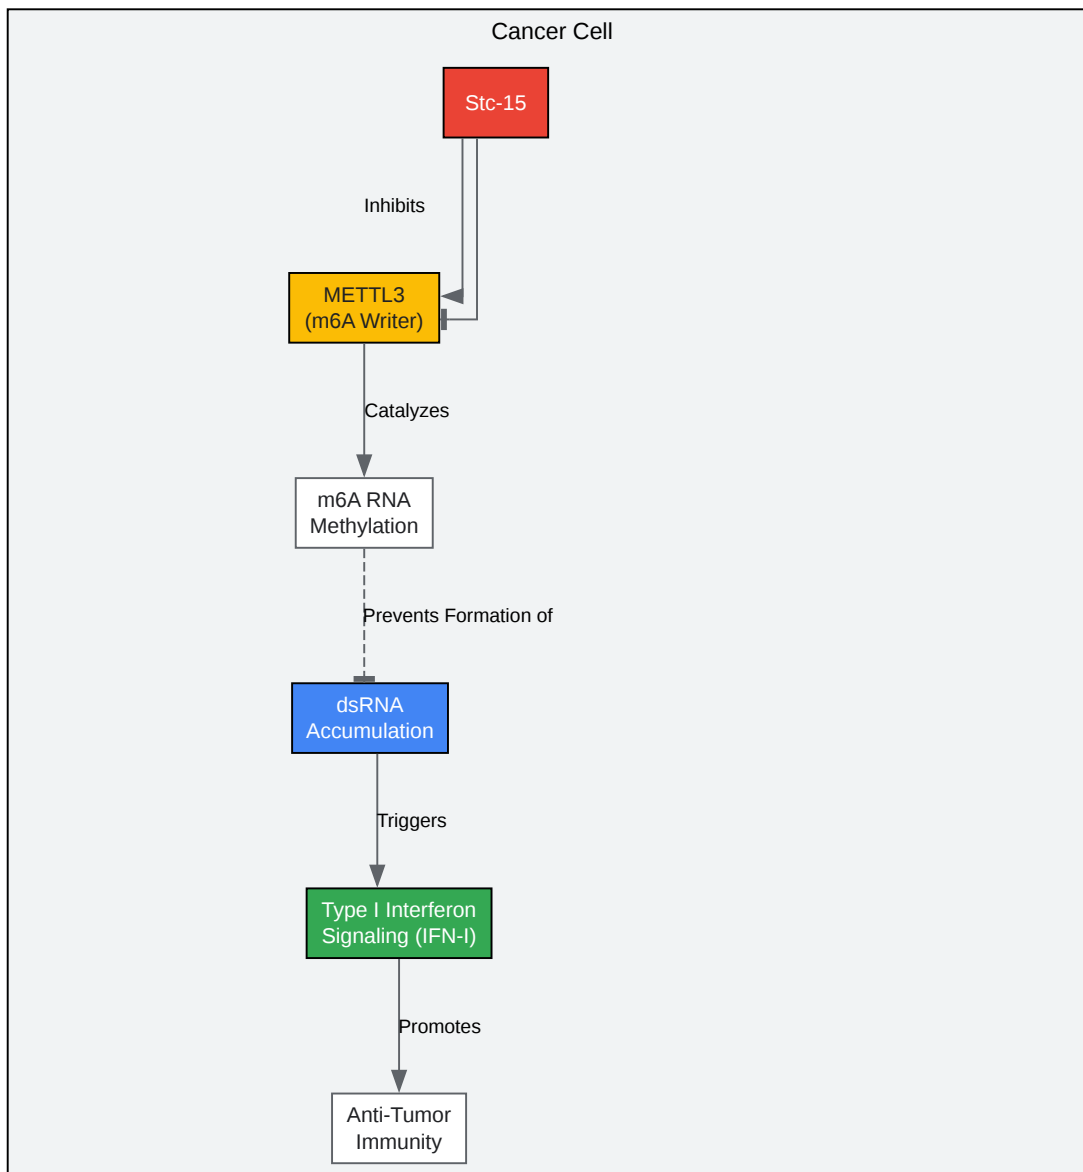 Cancer Cell
Stc-15
Inhibits
METTL3
(m6A Writer)
Catalyzes
m6A RNA
Methylation
Prevents Formation of
dsRNA
Accumulation
Triggers
Type I Interferon
Signaling (IFN-I)
Promotes
Anti-Tumor
Immunity